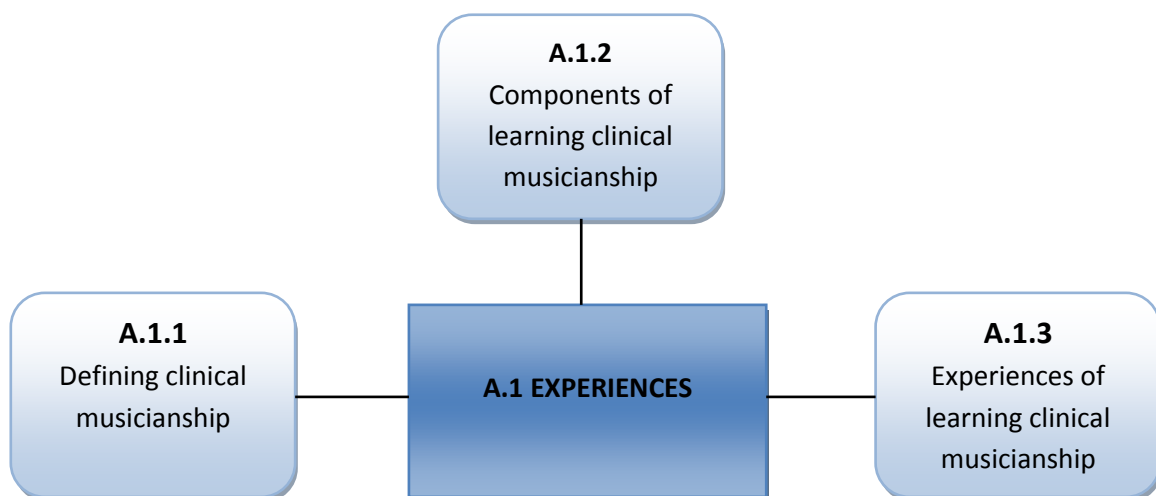 A.1.2
Components of
learning clinical
musicianship
A.1.1
Defining clinical
musicianship
A.1 EXPERIENCES
A.1.3
Experiences of
learning clinical
musicianship